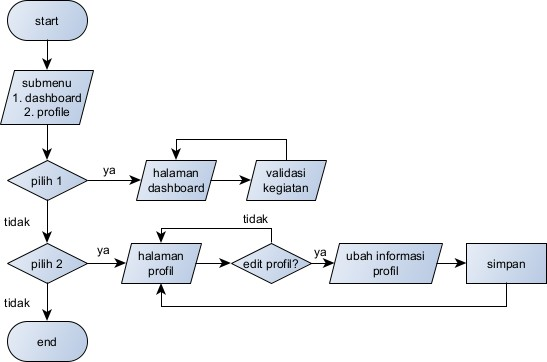 start
submenu
1. dashboard
2. profile
pilih 1
ya
halaman
dashboard
validasi
kegiatan
tidak
pilih 2
ya
halaman
profil
tidak
edit profil?
ya
ubah informasi
profil
simpan
tidak
end